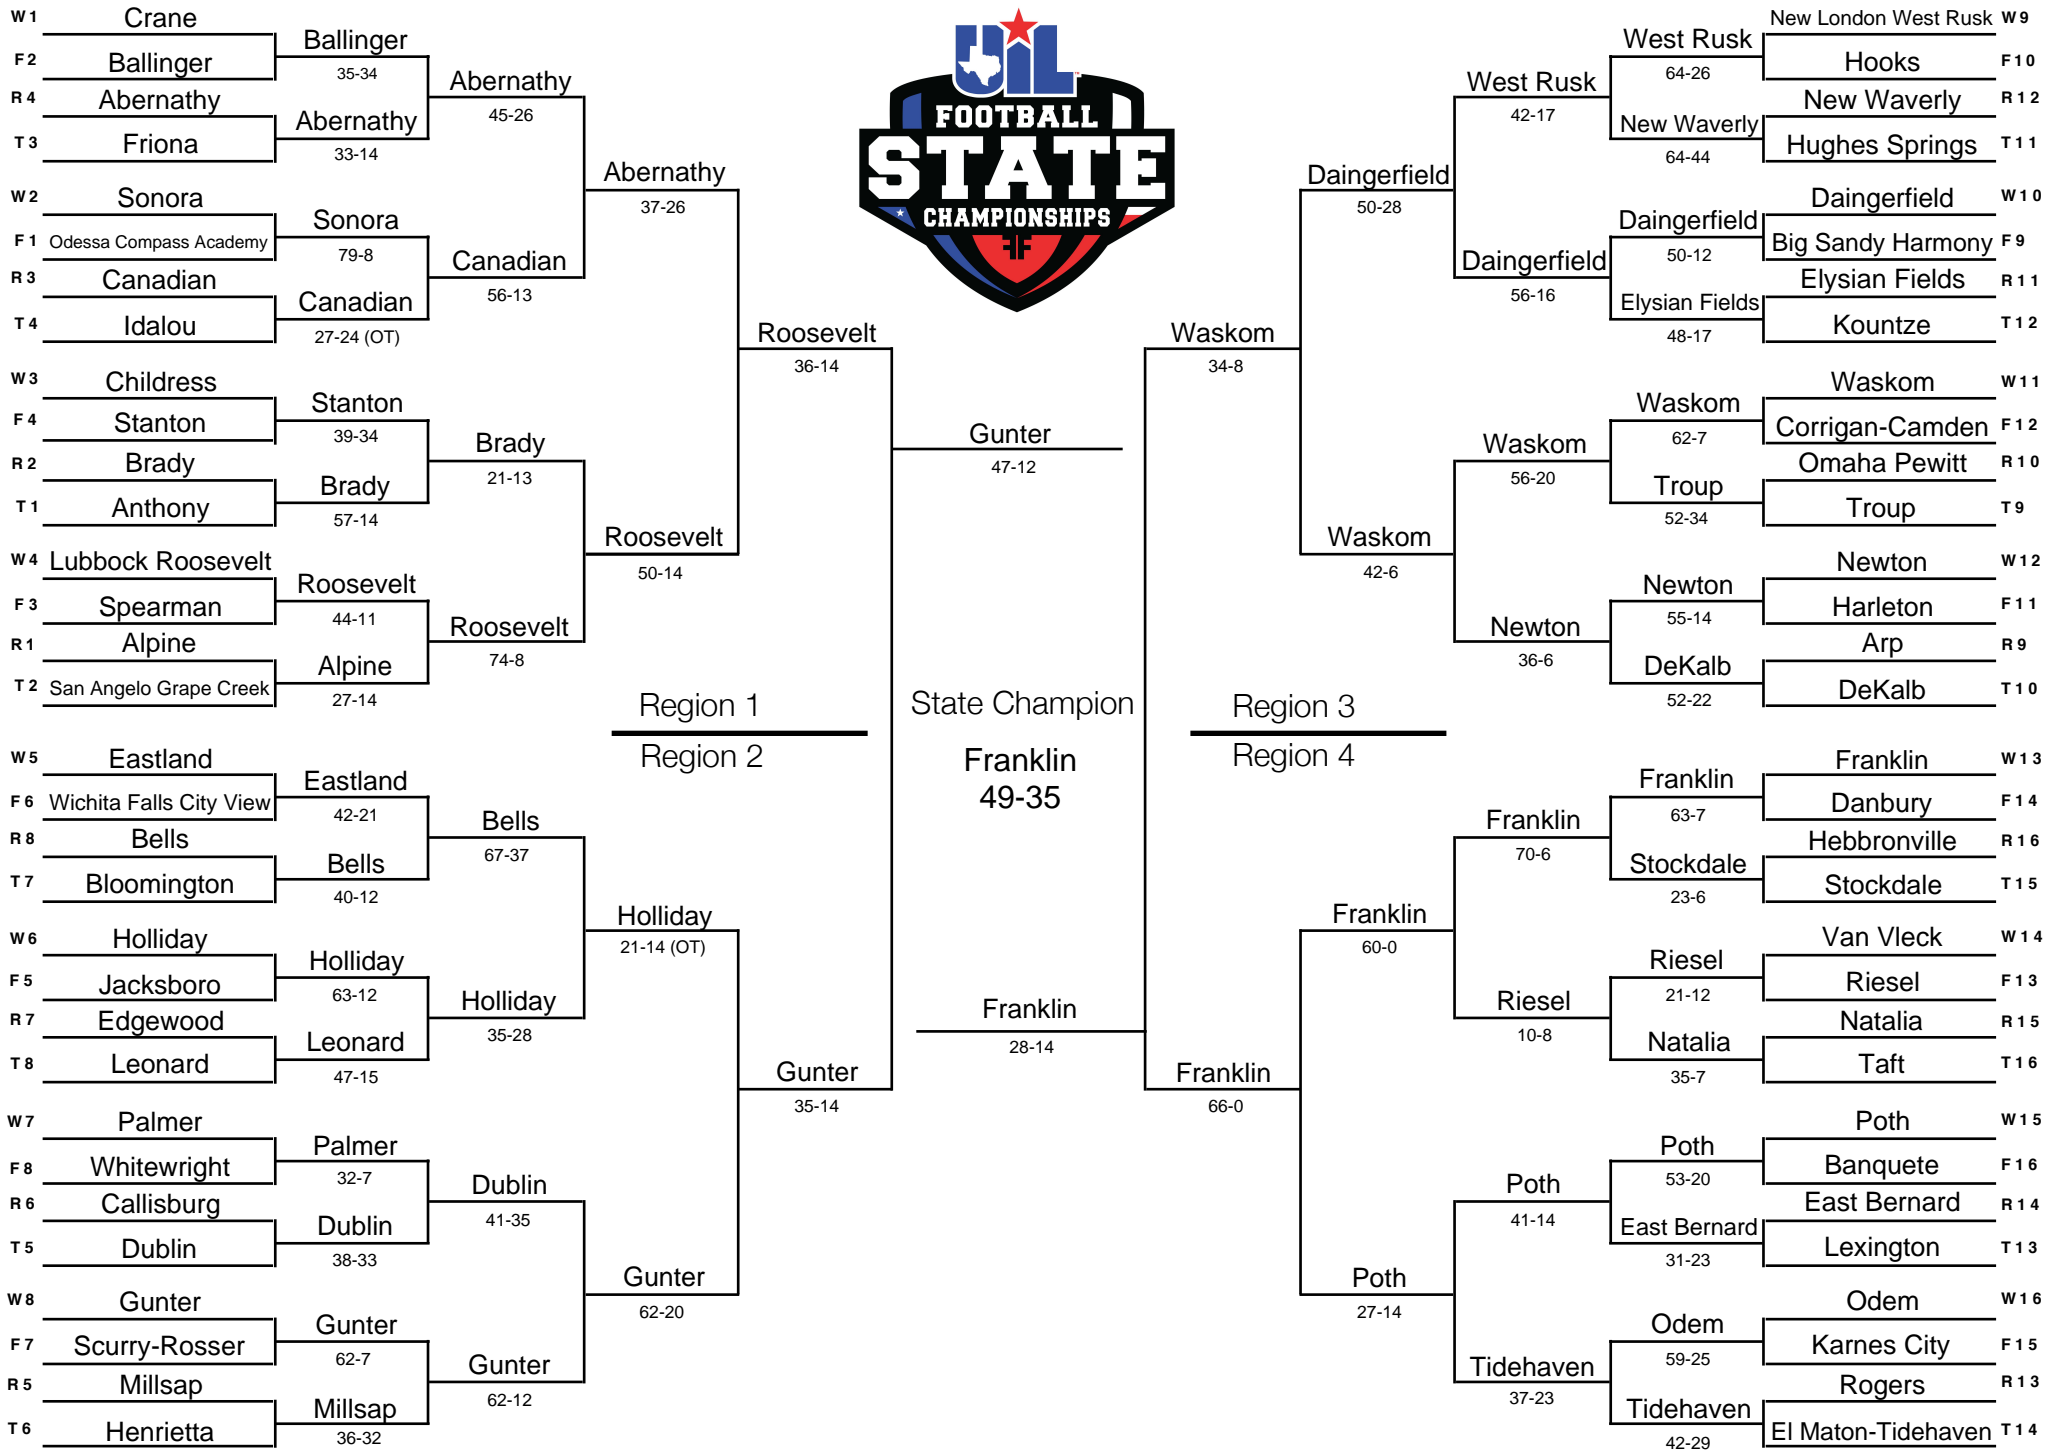 W1 Crane
F2 Ballinger
R4 Abernathy
T3 Friona
W2 Sonora
F1 Odessa Compass Academy
R3 Canadian
T4 Idalou
W3 Childress
F4 Stanton
R2 Brady
T1 Anthony
W4 Lubbock Roosevelt
F3 Spearman
R1 Alpine
T2 San Angelo Grape Creek
W5 Eastland
F6 Wichita Falls City View
R8 Bells
T7 Bloomington
W6 Holliday
F5 Jacksboro
R7 Edgewood
T8 Leonard
W7 Palmer
F8 Whitewright
R6 Callisburg
T5 Dublin
W8 Gunter
F7 Scurry-Rosser
R5 Millsap
T6 Henrietta
Ballinger
35-34
Abernathy
33-14
Sonora
79-8
Canadian
27-24 (OT)
Stanton
39-34
Brady
57-14
Roosevelt
44-11
Alpine
27-14
Eastland
42-21
Bells
40-12
Holliday
63-12
Leonard
47-15
Palmer
32-7
Dublin
38-33
Gunter
62-7
Millsap
36-32
Abernathy
45-26
Canadian
56-13
Brady
21-13
Roosevelt
74-8
Bells
67-37
Holliday
35-28
Dublin
41-35
Gunter
62-12
Abernathy
37-26
Roosevelt
50-14
Holliday
21-14 (OT)
Gunter
62-20
Roosevelt
36-14
Gunter
35-14
Region 1
Region 2
UIL
FOOTBALL
STATE
CHAMPIONSHIPS
Gunter
47-12
State Champion
Franklin
49-35
Franklin
28-14
Waskom
34-8
Franklin
66-0
Region 3
Region 4
Daingerfield
50-28
Waskom
42-6
Franklin
60-0
Poth
27-14
West Rusk
42-17
Daingerfield
56-16
Waskom
56-20
Newton
36-6
Franklin
70-6
Riesel
10-8
Poth
41-14
Tidehaven
37-23
West Rusk
64-26
New Waverly
64-44
Daingerfield
50-12
Elysian Fields
48-17
Waskom
62-7
Troup
52-34
Newton
55-14
DeKalb
52-22
Franklin
63-7
Stockdale
23-6
Riesel
21-12
Natalia
35-7
Poth
53-20
East Bernard
31-23
Odem
59-25
Tidehaven
42-29
New London West Rusk W9
Hooks F10
New Waverly R12
Hughes Springs T11
Daingerfield W10
Big Sandy Harmony F9
Elysian Fields R11
Kountze T12
Waskom W11
Corrigan-Camden F12
Omaha Pewitt R10
Troup T9
Newton W12
Harleton F11
Arp R9
DeKalb T10
Franklin W13
Danbury F14
Hebbronville R16
Stockdale T15
Van Vleck W14
Riesel F13
Natalia R15
Taft T16
Poth W15
Banquete F16
East Bernard R14
Lexington T13
Odem W16
Karnes City F15
Rogers R13
El Maton-Tidehaven T14